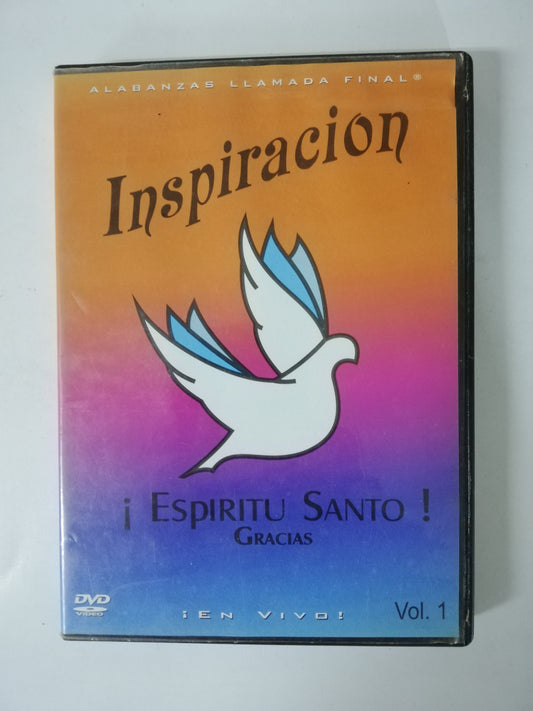 ALABANZAS LLAMADA FINAL®
Inspiracion
¡ ESPIRITU SANTO !
GRACIAS
DVD
VIDEO
¡EN VIVO!
Vol. 1